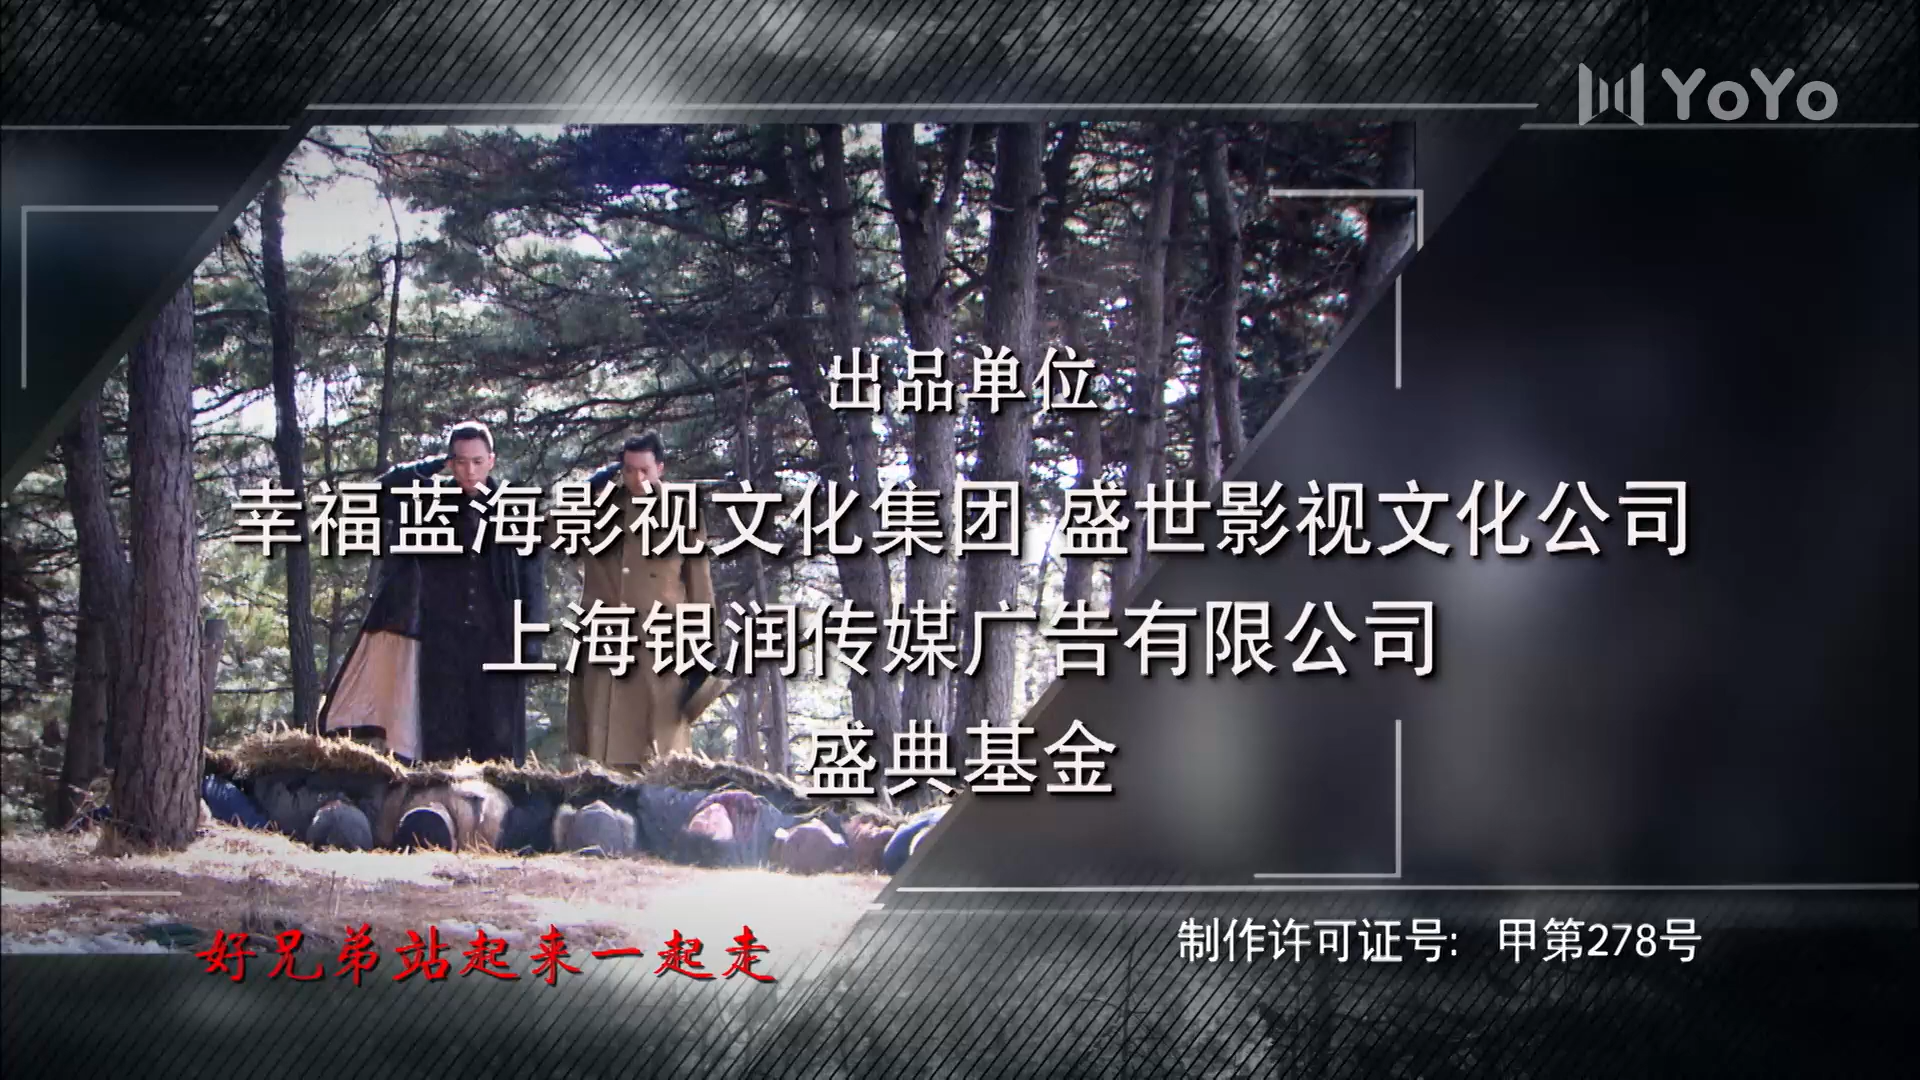 YoYo
出品单位
幸福蓝海影视文化集团 盛世影视文化公司
上海银润传媒广告有限公司
盛典基金
好兄弟站起来一起走
制作许可证号: 甲第278号